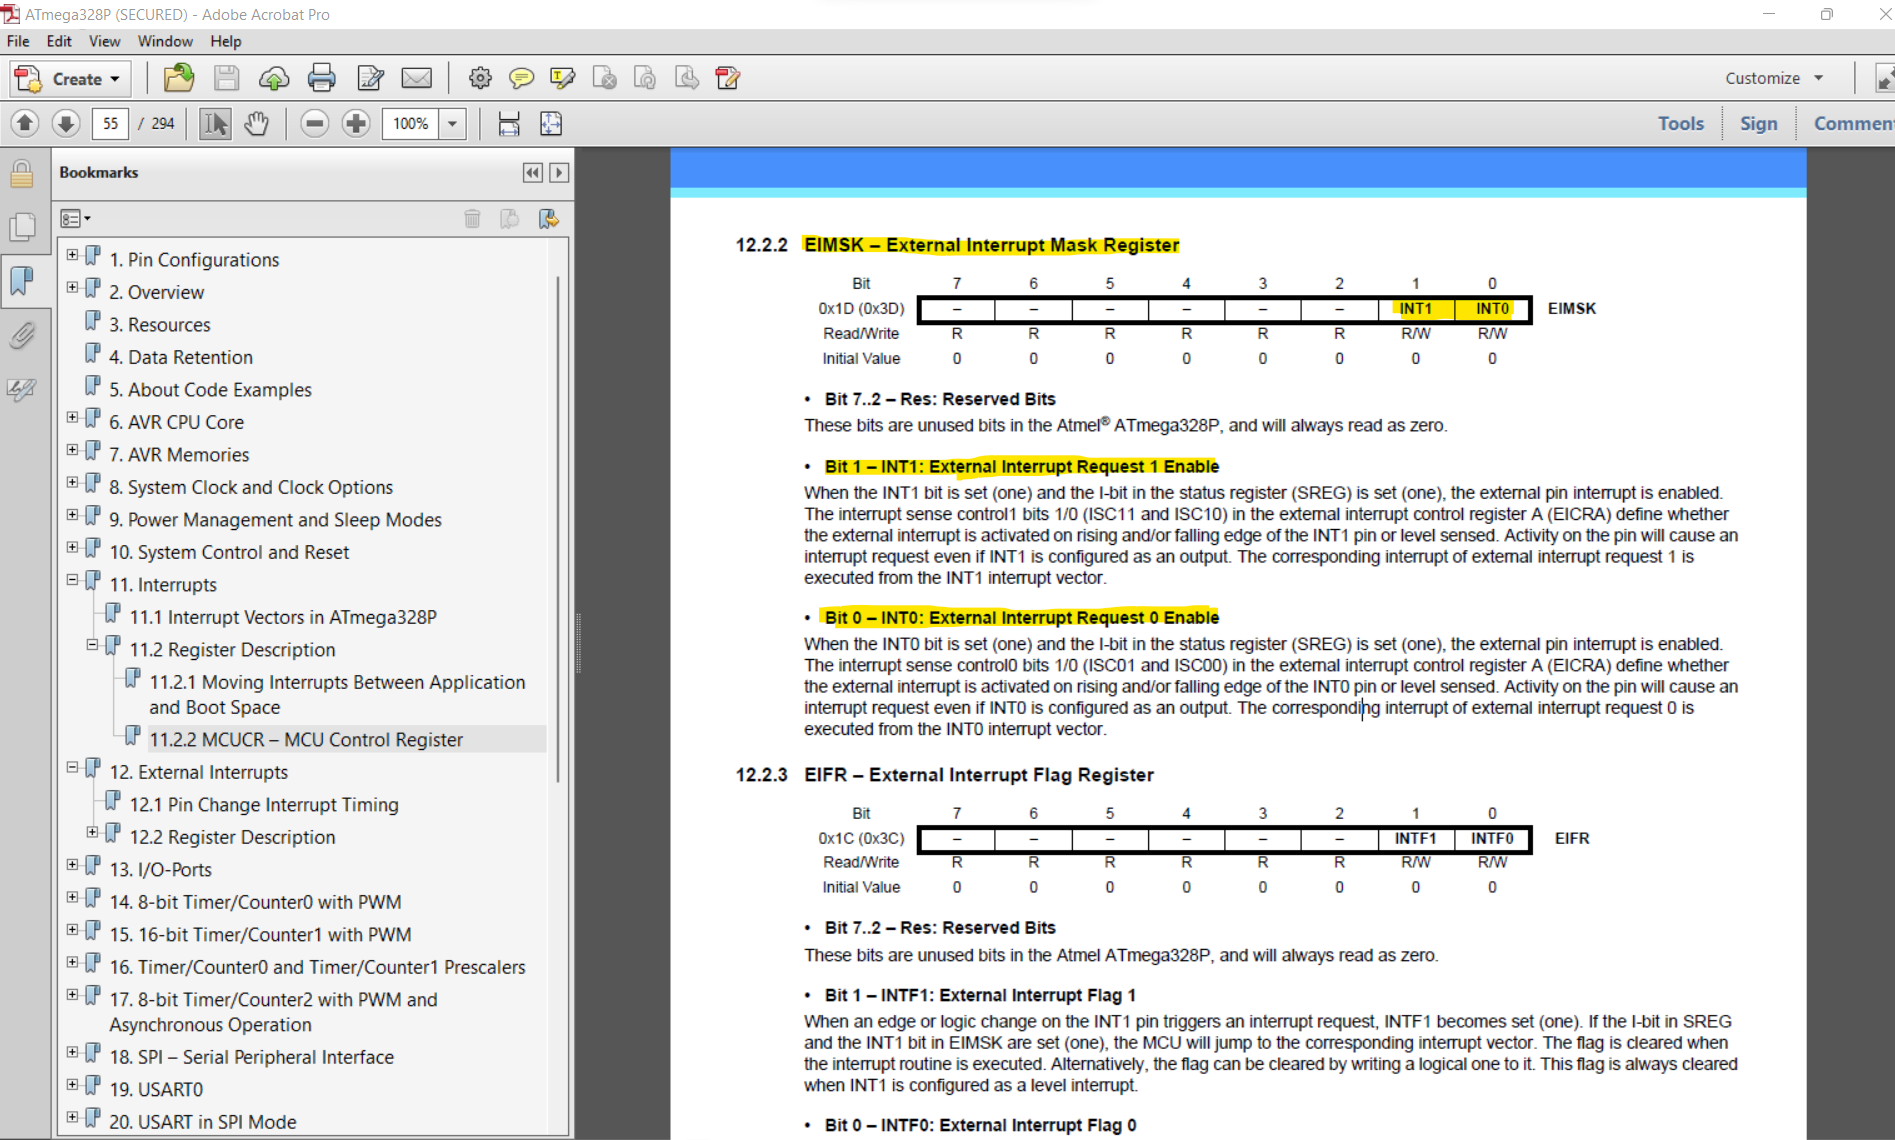 ATmega328P (SECURED) - Adobe Acrobat Pro
File Edit View Window Help
Create Customize
55 / 294 100% Tools Sign Commen
Bookmarks
1. Pin Configurations
2. Overview
3. Resources
4. Data Retention
5. About Code Examples
6. AVR CPU Core
7. AVR Memories
8. System Clock and Clock Options
9. Power Management and Sleep Modes
10. System Control and Reset
11. Interrupts
11.1 Interrupt Vectors in ATmega328P
11.2 Register Description
11.2.1 Moving Interrupts Between Application
and Boot Space
11.2.2 MCUCR – MCU Control Register
12. External Interrupts
12.1 Pin Change Interrupt Timing
12.2 Register Description
13. I/O-Ports
14. 8-bit Timer/Counter0 with PWM
15. 16-bit Timer/Counter1 with PWM
16. Timer/Counter0 and Timer/Counter1 Prescalers
17. 8-bit Timer/Counter2 with PWM and
Asynchronous Operation
18. SPI – Serial Peripheral Interface
19. USART0
20. USART in SPI Mode
12.2.2 EIMSK – External Interrupt Mask Register
Bit 7 6 5 4 3 2 1 0
0x1D (0x3D) – – – – – – INT1 INT0 EIMSK
Read/Write R R R R R R R/W R/W
Initial Value 0 0 0 0 0 0 0 0
• Bit 7..2 – Res: Reserved Bits
These bits are unused bits in the Atmel® ATmega328P, and will always read as zero.
• Bit 1 – INT1: External Interrupt Request 1 Enable
When the INT1 bit is set (one) and the I-bit in the status register (SREG) is set (one), the external pin interrupt is enabled.
The interrupt sense control1 bits 1/0 (ISC11 and ISC10) in the external interrupt control register A (EICRA) define whether
the external interrupt is activated on rising and/or falling edge of the INT1 pin or level sensed. Activity on the pin will cause an
interrupt request even if INT1 is configured as an output. The corresponding interrupt of external interrupt request 1 is
executed from the INT1 interrupt vector.
• Bit 0 – INT0: External Interrupt Request 0 Enable
When the INT0 bit is set (one) and the I-bit in the status register (SREG) is set (one), the external pin interrupt is enabled.
The interrupt sense control0 bits 1/0 (ISC01 and ISC00) in the external interrupt control register A (EICRA) define whether
the external interrupt is activated on rising and/or falling edge of the INT0 pin or level sensed. Activity on the pin will cause an
interrupt request even if INT0 is configured as an output. The corresponding interrupt of external interrupt request 0 is
executed from the INT0 interrupt vector.
12.2.3 EIFR – External Interrupt Flag Register
Bit 7 6 5 4 3 2 1 0
0x1C (0x3C) – – – – – – INTF1 INTF0 EIFR
Read/Write R R R R R R R/W R/W
Initial Value 0 0 0 0 0 0 0 0
• Bit 7..2 – Res: Reserved Bits
These bits are unused bits in the Atmel ATmega328P, and will always read as zero.
• Bit 1 – INTF1: External Interrupt Flag 1
When an edge or logic change on the INT1 pin triggers an interrupt request, INTF1 becomes set (one). If the I-bit in SREG
and the INT1 bit in EIMSK are set (one), the MCU will jump to the corresponding interrupt vector. The flag is cleared when
the interrupt routine is executed. Alternatively, the flag can be cleared by writing a logical one to it. This flag is always cleared
when INT1 is configured as a level interrupt.
• Bit 0 – INTF0: External Interrupt Flag 0